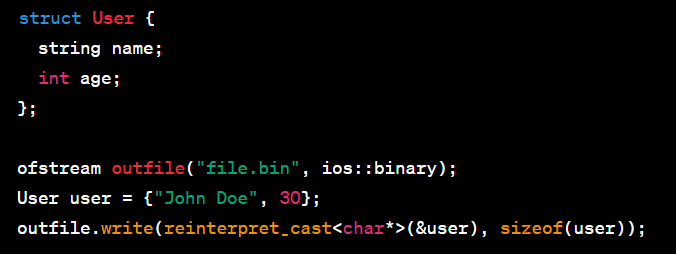 struct User {
  string name;
  int age;
};

ofstream outfile("file.bin", ios::binary);
User user = {"John Doe", 30};
outfile.write(reinterpret_cast<char*>(&user), sizeof(user));